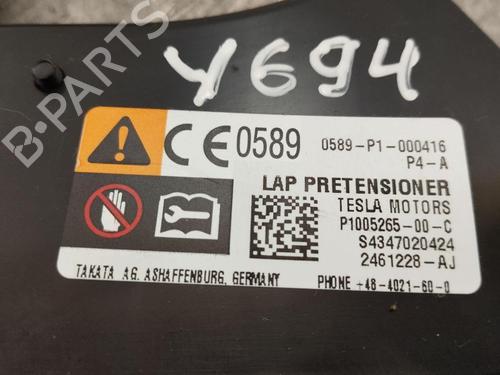 Y694
CE 0589
0589-P1-000416
P4-A
LAP PRETENSIONER
TESLA MOTORS
P1005265-00-C
S4347020424
2461228-AJ
TAKATA AG. ASHAFFENBURG, GERMANY
PHONE +48-4021-60-0
B-PARTS